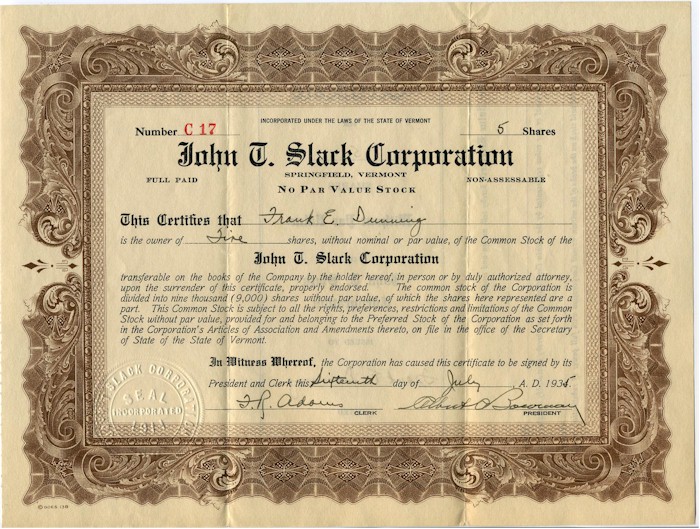 INCORPORATED UNDER THE LAWS OF THE STATE OF VERMONT
Number C 17
5 Shares
John T. Slack Corporation
SPRINGFIELD, VERMONT
FULL PAID
NON-ASSESSABLE
No Par Value Stock
This Certifies that Frank E. Dunning
is the owner of Five shares, without nominal or par value, of the Common Stock of the
John T. Slack Corporation
transferable on the books of the Company by the holder hereof, in person or by duly authorized attorney,
upon the surrender of this certificate, properly endorsed. The common stock of the Corporation is
divided into nine thousand (9,000) shares without par value, of which the shares here represented are a
part. This Common Stock is subject to all the rights, preferences, restrictions and limitations of the Common
Stock without par value, provided for and belonging to the Preferred Stock of the Corporation as set forth
in the Corporation's Articles of Association and Amendments thereto, on file in the office of the Secretary
of State of the State of Vermont.
In Witness Whereof, the Corporation has caused this certificate to be signed by its
President and Clerk this Sixteenth day of July A. D. 1935.
F. R. Adams
CLERK
PRESIDENT
SLACK CORPORATION
SEAL
INCORPORATED